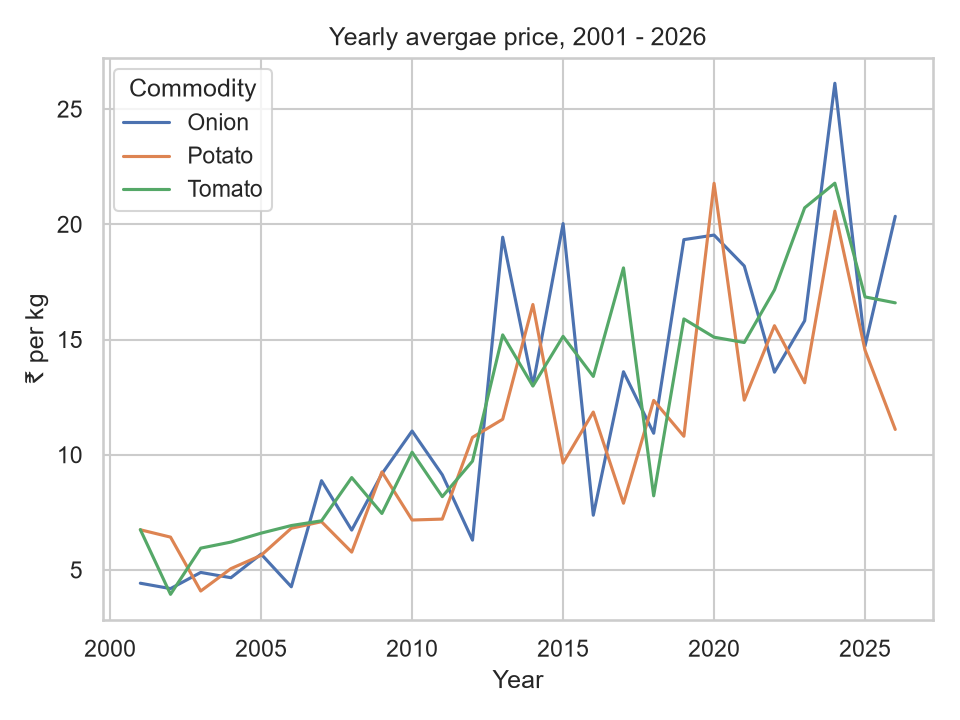 Yearly avergae price, 2001 - 2026
Commodity
Onion
Potato
Tomato
25
20
15
10
5
₹ per kg
2000 2005 2010 2015 2020 2025
Year